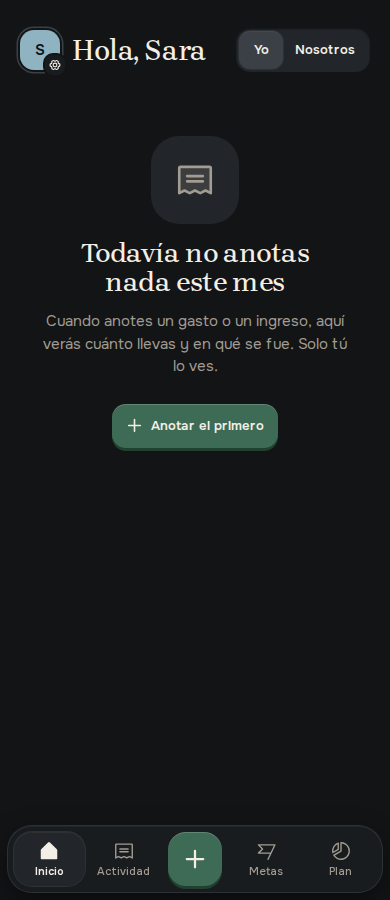 S
Hola, Sara
Yo
Nosotros
Todavía no anotas
nada este mes
Cuando anotes un gasto o un ingreso, aquí
verás cuánto llevas y en qué se fue. Solo tú
lo ves.
Anotar el primero
Inicio
Actividad
Metas
Plan